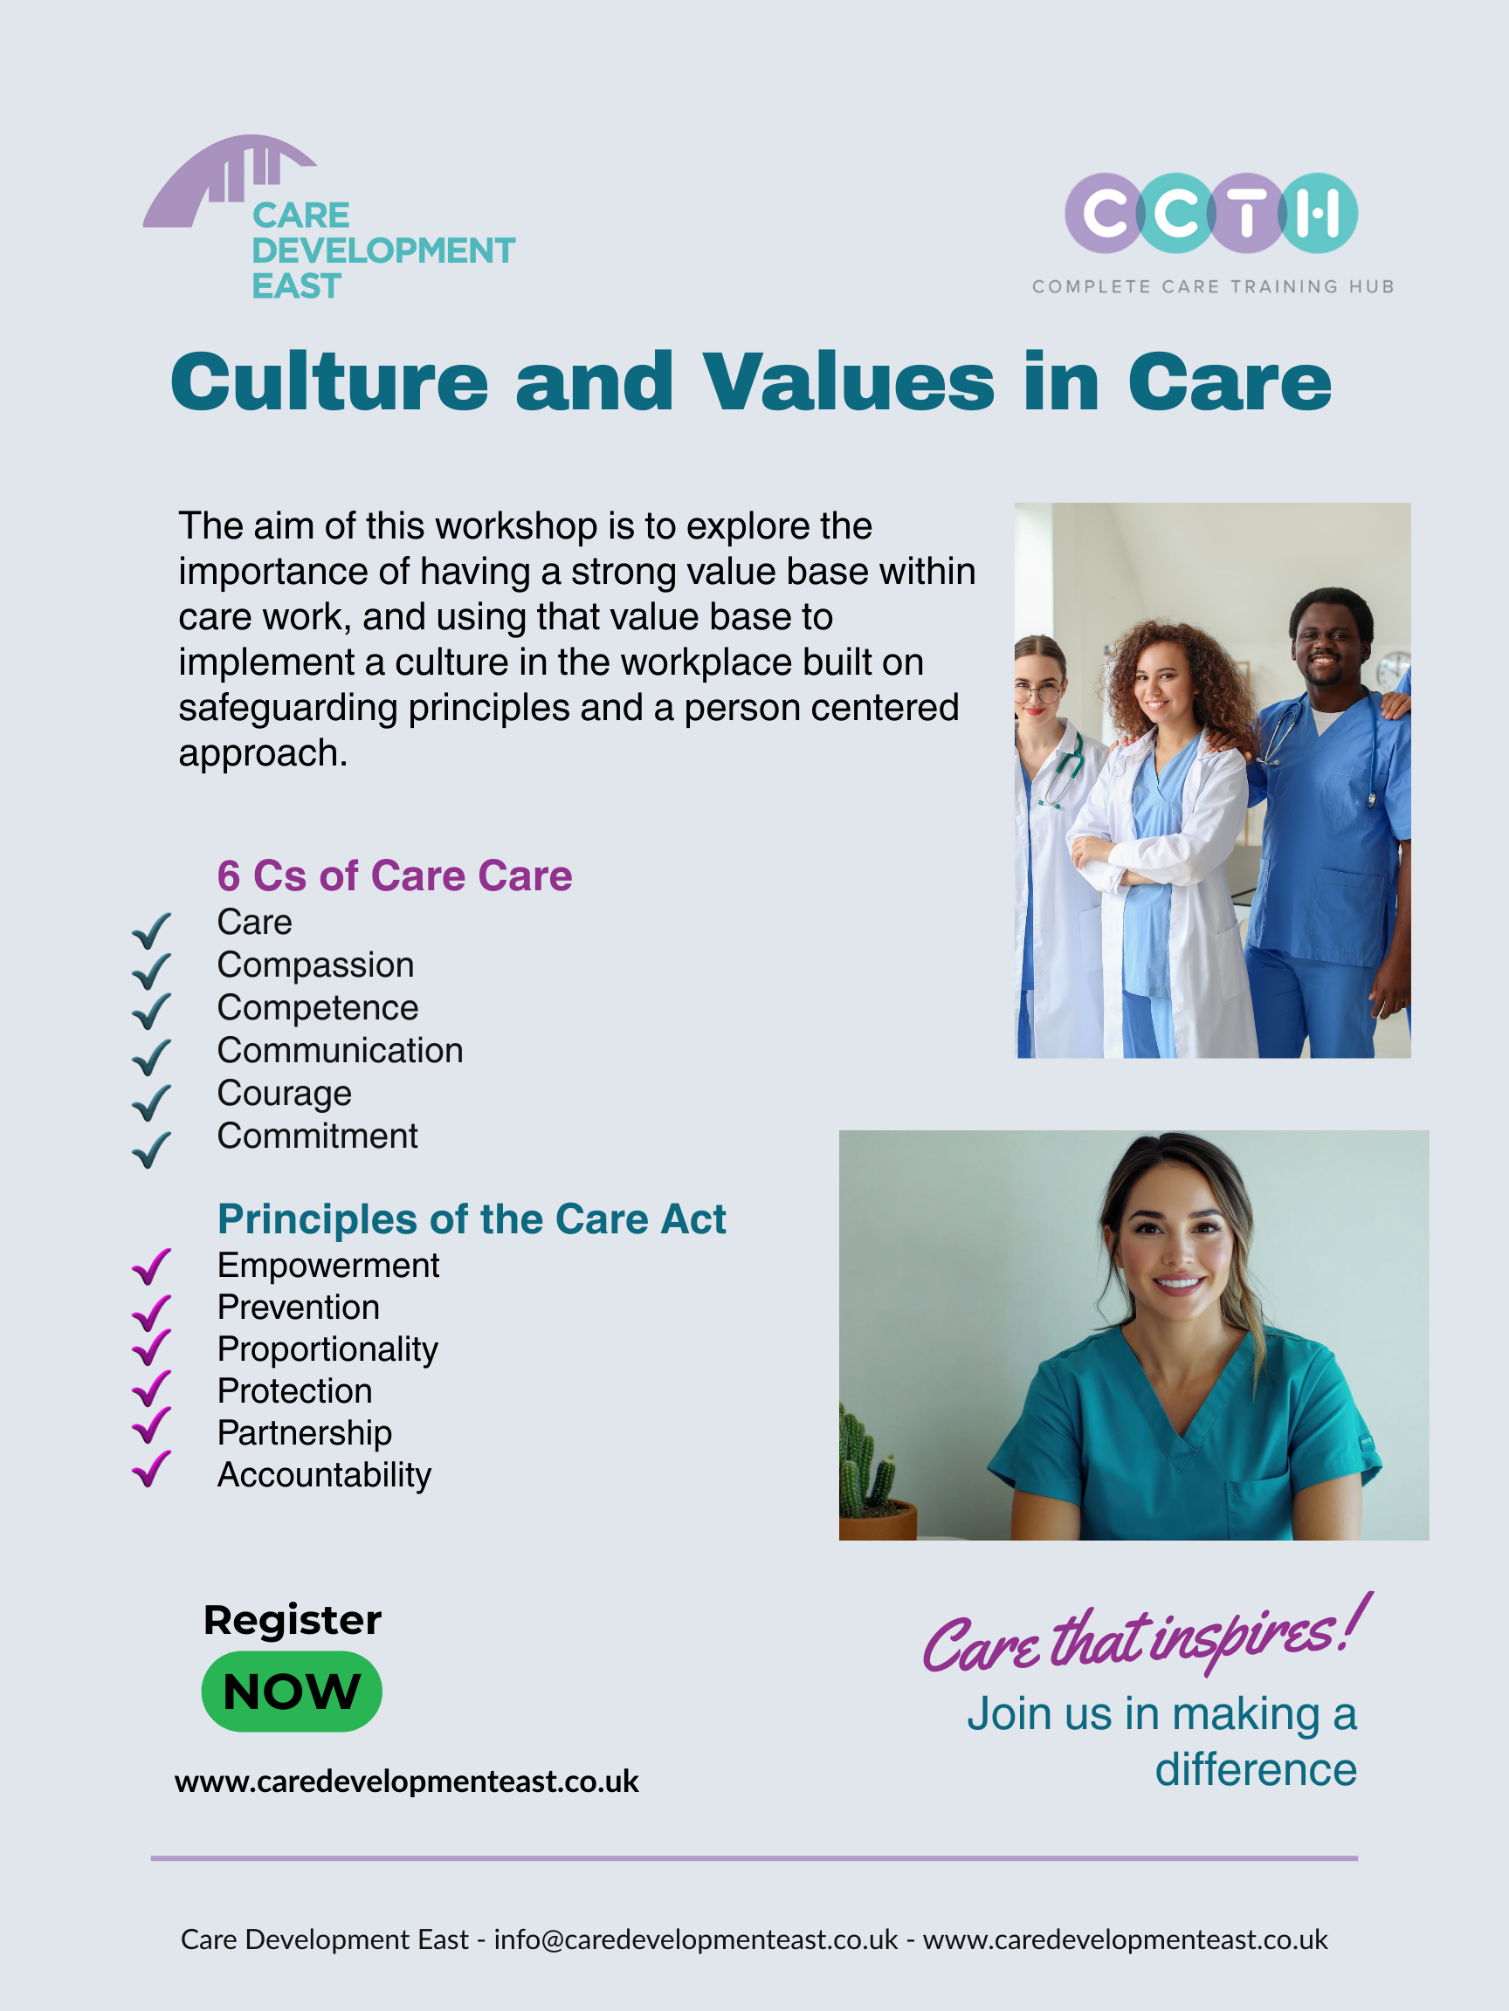 CARE
DEVELOPMENT
EAST
CCTH
COMPLETE CARE TRAINING HUB
Culture and Values in Care
The aim of this workshop is to explore the
importance of having a strong value base within
care work, and using that value base to
implement a culture in the workplace built on
safeguarding principles and a person centered
approach.
6 Cs of Care Care
Care
Compassion
Competence
Communication
Courage
Commitment
Principles of the Care Act
Empowerment
Prevention
Proportionality
Protection
Partnership
Accountability
Register
NOW
www.caredevelopmenteast.co.uk
Care that inspires!
Join us in making a
difference
Care Development East - info@caredevelopmenteast.co.uk - www.caredevelopmenteast.co.uk